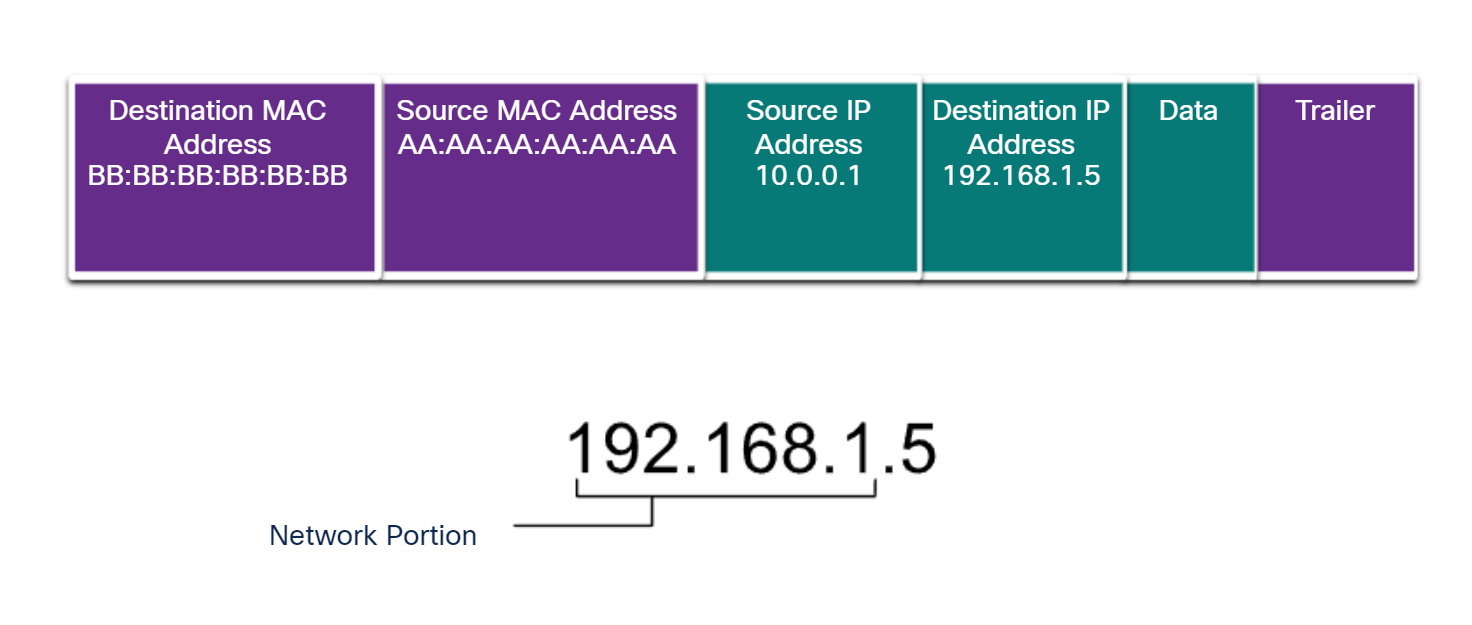 Destination MAC
Address
BB:BB:BB:BB:BB:BB
Source MAC Address
AA:AA:AA:AA:AA:AA
Source IP
Address
10.0.0.1
Destination IP
Address
192.168.1.5
Data
Trailer
192.168.1.5
Network Portion